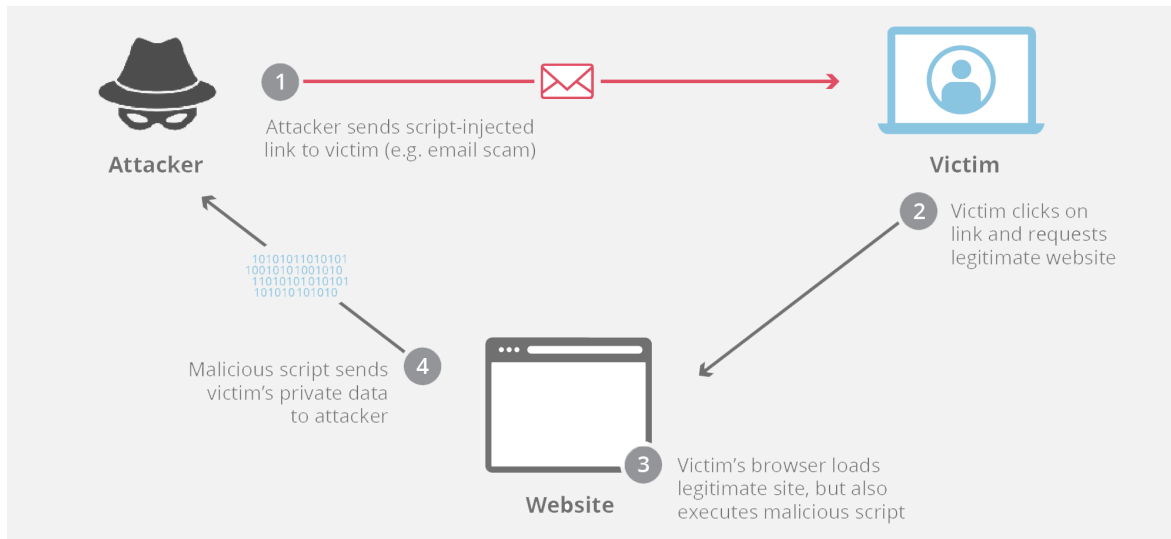 1
Attacker sends script-injected
link to victim (e.g. email scam)
Attacker
Victim
2
Victim clicks on
link and requests
legitimate website
10101011010101
10010101001010
11010101010101
101010101010
4
Malicious script sends
victim’s private data
to attacker
3
Victim’s browser loads
legitimate site, but also
executes malicious script
Website